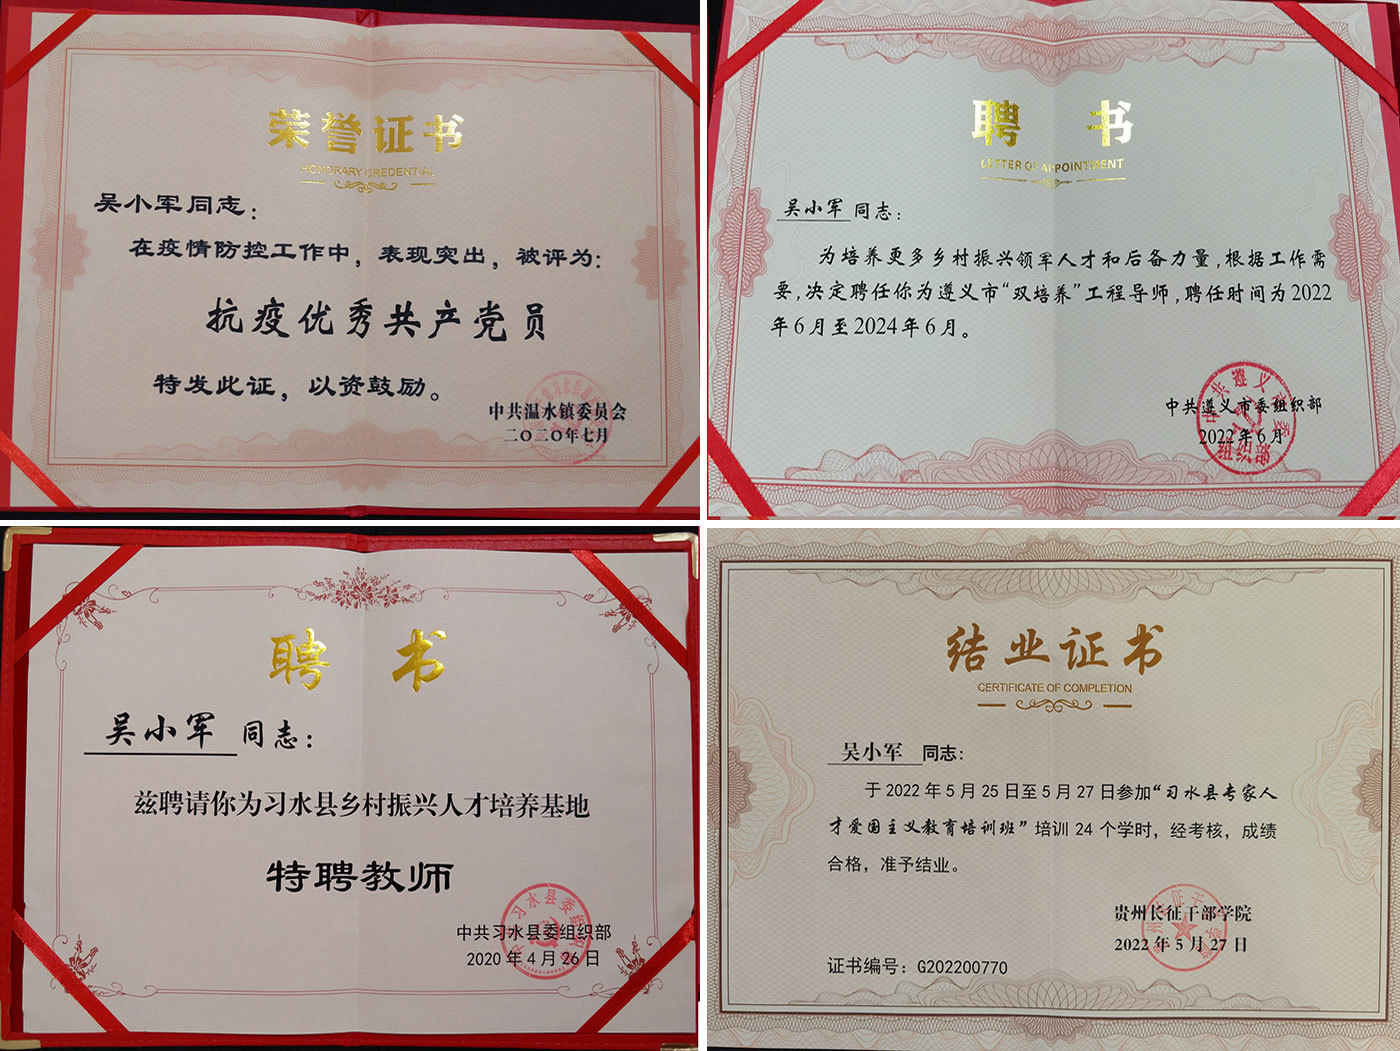 荣誉证书
HONORARY CREDENTIAL
吴小军同志：
在疫情防控工作中，表现突出，被评为：
抗疫优秀共产党员
特发此证，以资鼓励。
中共温水镇委员会
二〇二〇年七月
聘 书
LETTER OF APPOINTMENT
吴小军 同志：
为培养更多乡村振兴领军人才和后备力量，根据工作需
要，决定聘任你为遵义市“双培养”工程导师，聘任时间为2022
年6月至2024年6月。
中共遵义市委组织部
2022年6月
聘 书
吴小军 同志：
兹聘请你为习水县乡村振兴人才培养基地
特聘教师
中共习水县委组织部
2020年4月26日
结业证书
CERTIFICATE OF COMPLETION
吴小军 同志：
于2022年5月25日至5月27日参加“习水县专家人
才爱国主义教育培训班”培训24个学时，经考核，成绩
合格，准予结业。
贵州长征干部学院
2022年5月27日
证书编号：G202200770